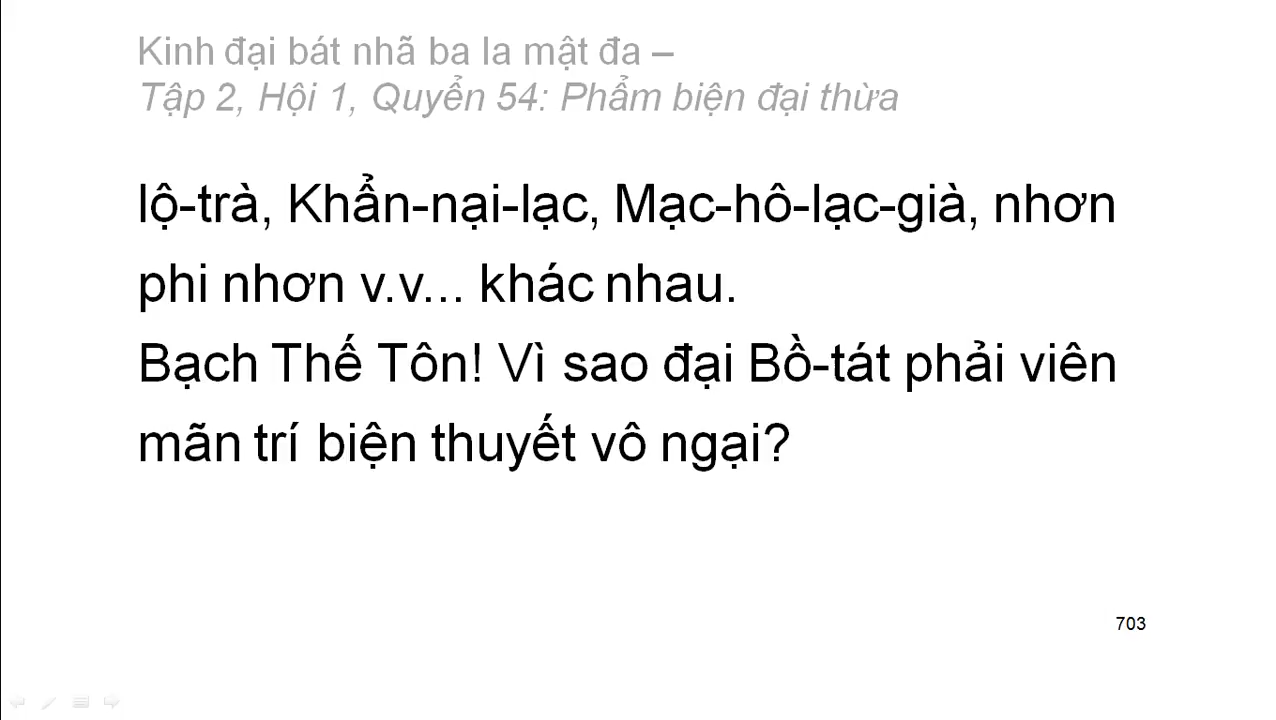 Kinh đại bát nhã ba la mật đa –
Tập 2, Hội 1, Quyển 54: Phẩm biện đại thừa
lộ-trà, Khẩn-nại-lạc, Mạc-hô-lạc-già, nhơn
phi nhơn v.v... khác nhau.
Bạch Thế Tôn! Vì sao đại Bồ-tát phải viên
mãn trí biện thuyết vô ngại?
703